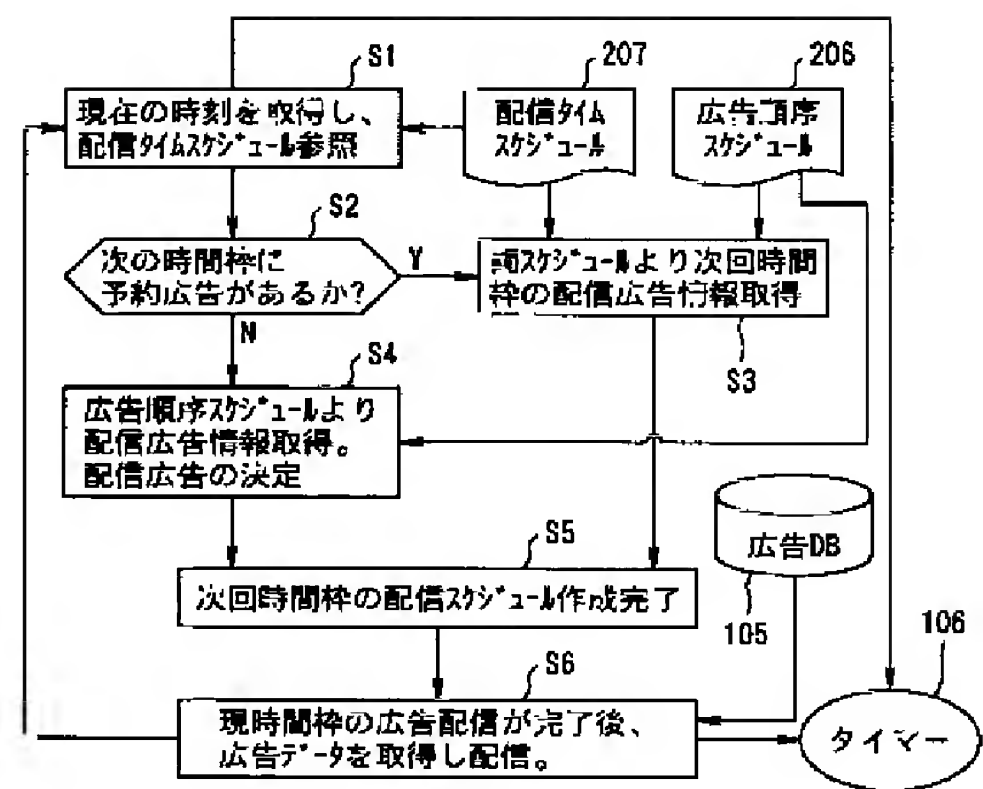 S1
現在の時刻を取得し、
配信ﾀｲﾑｽｹｼﾞｭｰﾙ参照
207
配信タイム
ｽｹｼﾞｭｰﾙ
206
広告順序
ｽｹｼﾞｭｰﾙ
S2
次の時間枠に
予約広告があるか?
Y
N
両ｽｹｼﾞｭｰﾙより次回時間
枠の配信広告情報取得
S3
S4
広告順序ｽｹｼﾞｭｰﾙより
配信広告情報取得。
配信広告の決定
広告DB
105
S5
次回時間枠の配信ｽｹｼﾞｭｰﾙ作成完了
S6
現時間枠の広告配信が完了後、
広告ﾃﾞｰﾀを取得し配信。
106
タイマー